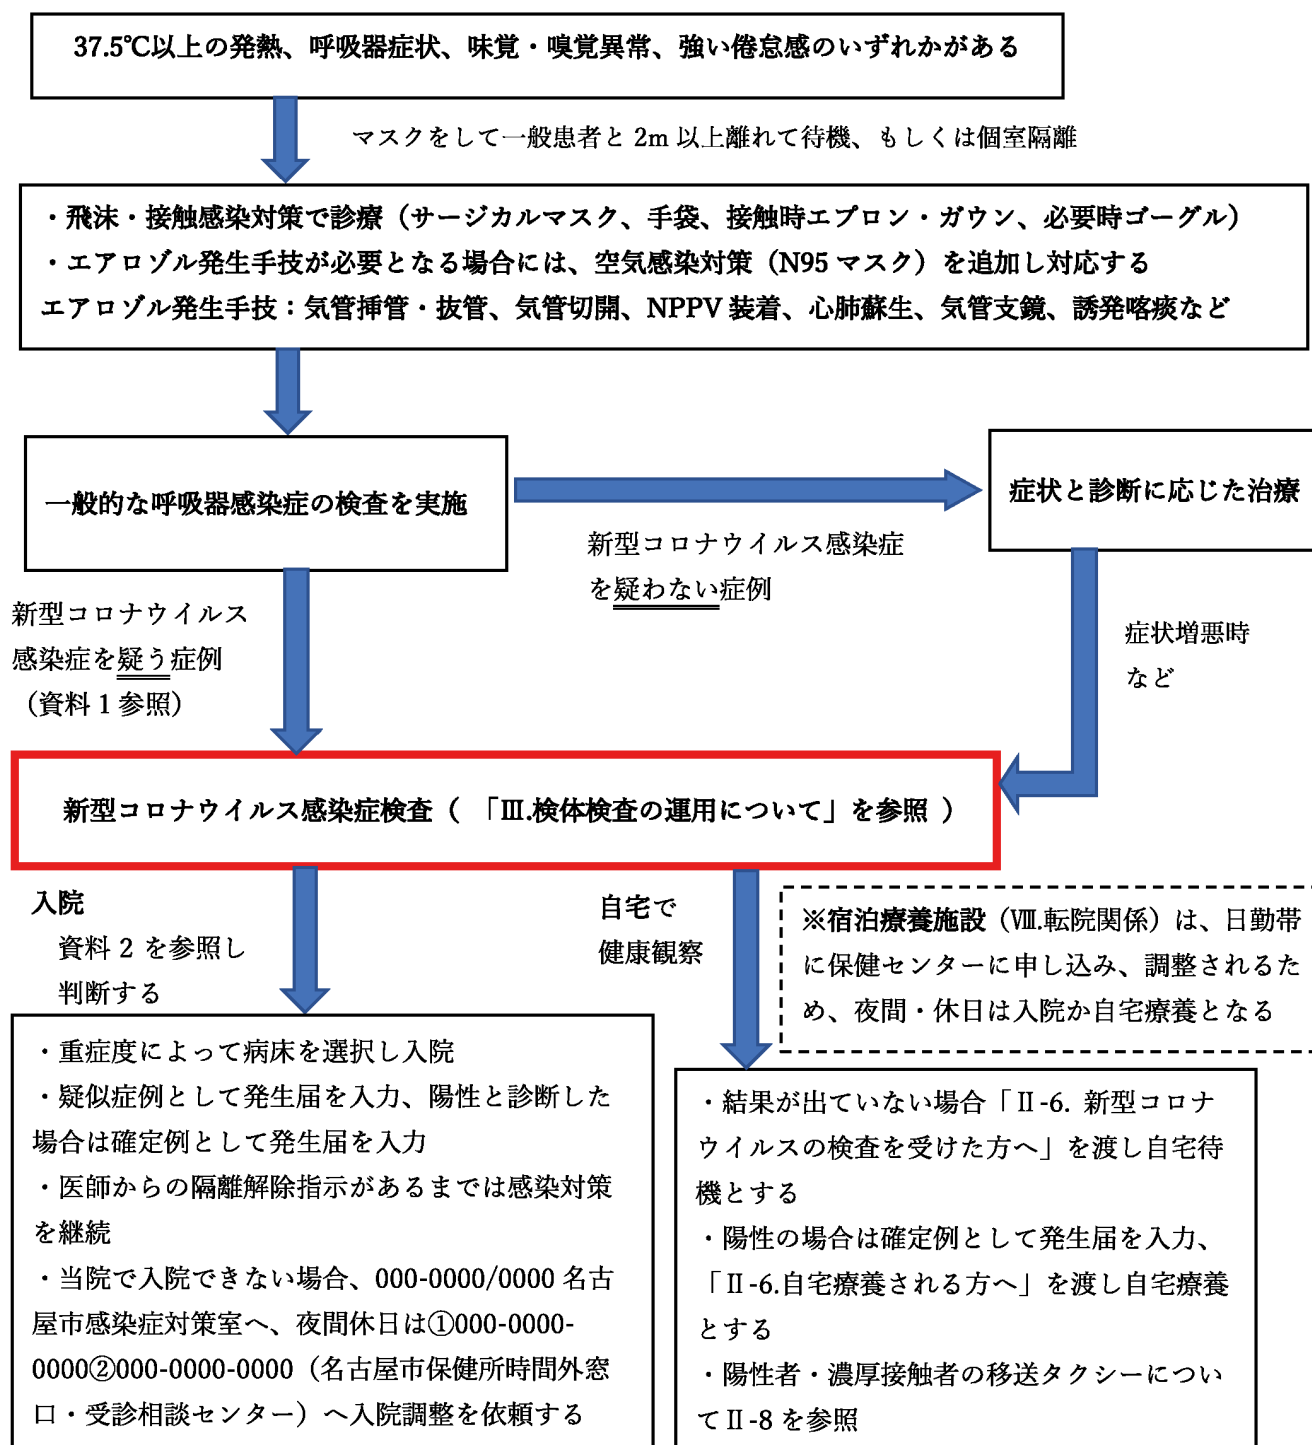 37.5℃以上の発熱、呼吸器症状、味覚・嗅覚異常、強い倦怠感のいずれかがある
マスクをして一般患者と 2m 以上離れて待機、もしくは個室隔離
・飛沫・接触感染対策で診療（サージカルマスク、手袋、接触時エプロン・ガウン、必要時ゴーグル）
・エアロゾル発生手技が必要となる場合には、空気感染対策（N95 マスク）を追加し対応する
エアロゾル発生手技：気管挿管・抜管、気管切開、NPPV 装着、心肺蘇生、気管支鏡、誘発喀痰など
一般的な呼吸器感染症の検査を実施
症状と診断に応じた治療
新型コロナウイルス感染症
を疑わない症例
新型コロナウイルス
感染症を疑う症例
（資料 1 参照）
症状増悪時
など
新型コロナウイルス感染症検査（ 「Ⅲ.検体検査の運用について」を参照 ）
入院
資料 2 を参照し
判断する
自宅で
健康観察
※宿泊療養施設（Ⅷ.転院関係）は、日勤帯
に保健センターに申し込み、調整されるた
め、夜間・休日は入院か自宅療養となる
・重症度によって病床を選択し入院
・疑似症例として発生届を入力、陽性と診断した
場合は確定例として発生届を入力
・医師からの隔離解除指示があるまでは感染対策
を継続
・当院で入院できない場合、000-0000/0000 名古
屋市感染症対策室へ、夜間休日は①000-0000-
0000②000-0000-0000（名古屋市保健所時間外窓
口・受診相談センター）へ入院調整を依頼する
・結果が出ていない場合「Ⅱ-6. 新型コロナ
ウイルスの検査を受けた方へ」を渡し自宅待
機とする
・陽性の場合は確定例として発生届を入力、
「Ⅱ-6.自宅療養される方へ」を渡し自宅療養
とする
・陽性者・濃厚接触者の移送タクシーについ
てⅡ-8 を参照